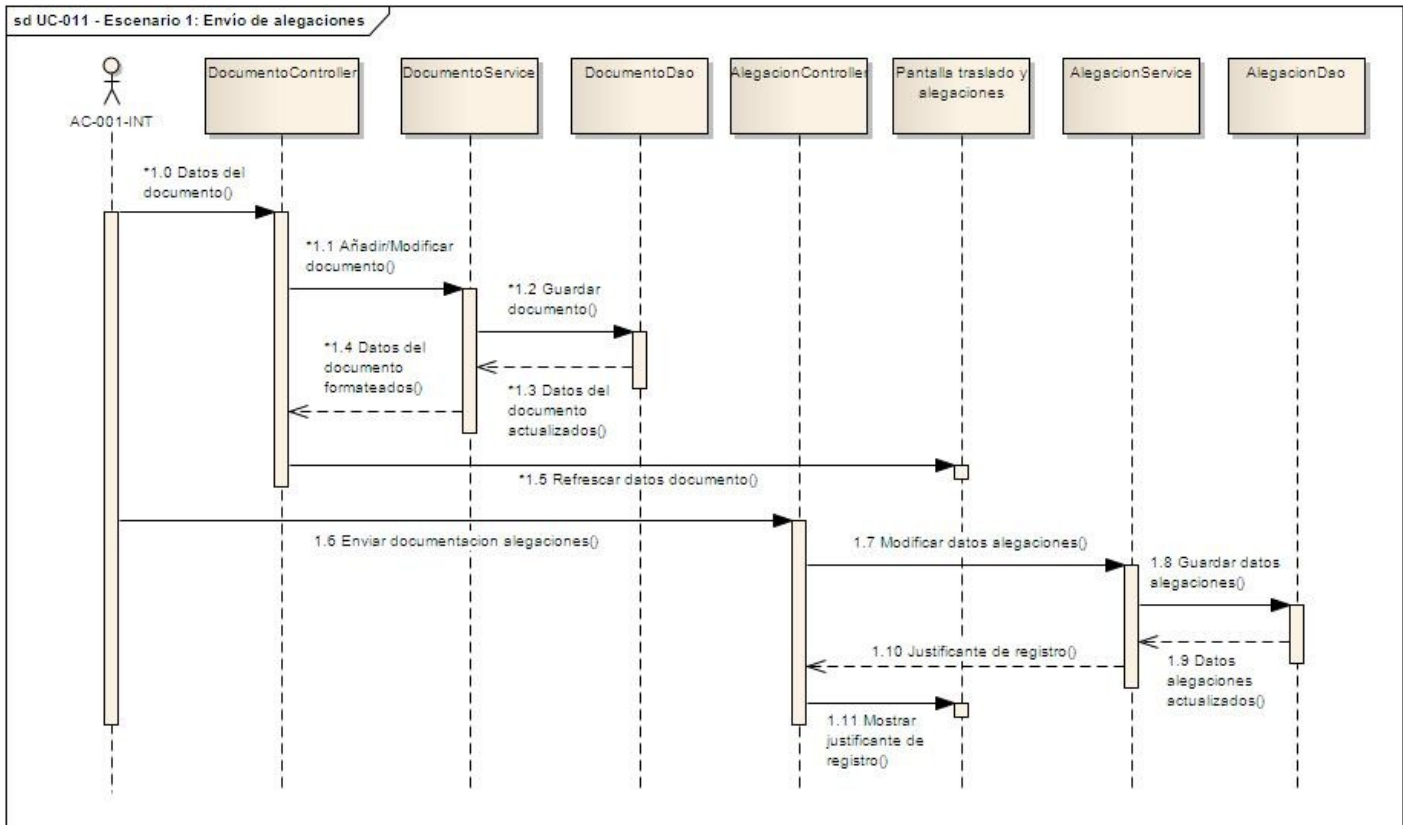 sd UC-011 - Escenario 1: Envío de alegaciones
AC-001-INT
DocumentoController
DocumentoService
DocumentoDao
AlegacionController
Pantalla traslado y
alegaciones
AlegacionService
AlegacionDao
*1.0 Datos del
documento()
*1.1 Añadir/Modificar
documento()
*1.2 Guardar
documento()
*1.4 Datos del
documento
formateados()
*1.3 Datos del
documento
actualizados()
*1.5 Refrescar datos documento()
1.6 Enviar documentacion alegaciones()
1.7 Modificar datos alegaciones()
1.8 Guardar datos
alegaciones()
1.10 Justificante de registro()
1.9 Datos
alegaciones
actualizados()
1.11 Mostrar
justificante de
registro()